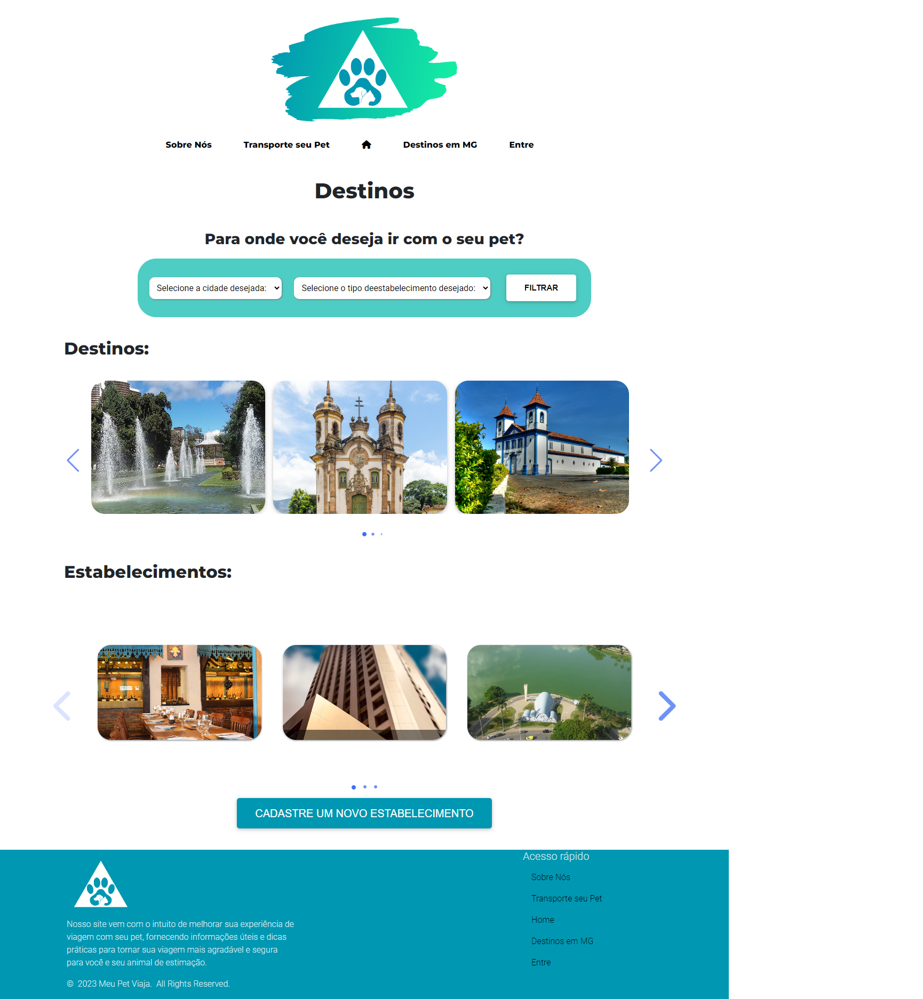 Sobre Nós
Transporte seu Pet
Destinos em MG
Entre
Destinos
Para onde você deseja ir com o seu pet?
Selecione a cidade desejada:
Selecione o tipo deestabelecimento desejado:
FILTRAR
Destinos:
Estabelecimentos:
CADASTRE UM NOVO ESTABELECIMENTO
Nosso site vem com o intuito de melhorar sua experiência de
viagem com seu pet, fornecendo informações úteis e dicas
práticas para tornar sua viagem mais agradável e segura
para você e seu animal de estimação.
© 2023 Meu Pet Viaja. All Rights Reserved.
Acesso rápido
Sobre Nós
Transporte seu Pet
Home
Destinos em MG
Entre